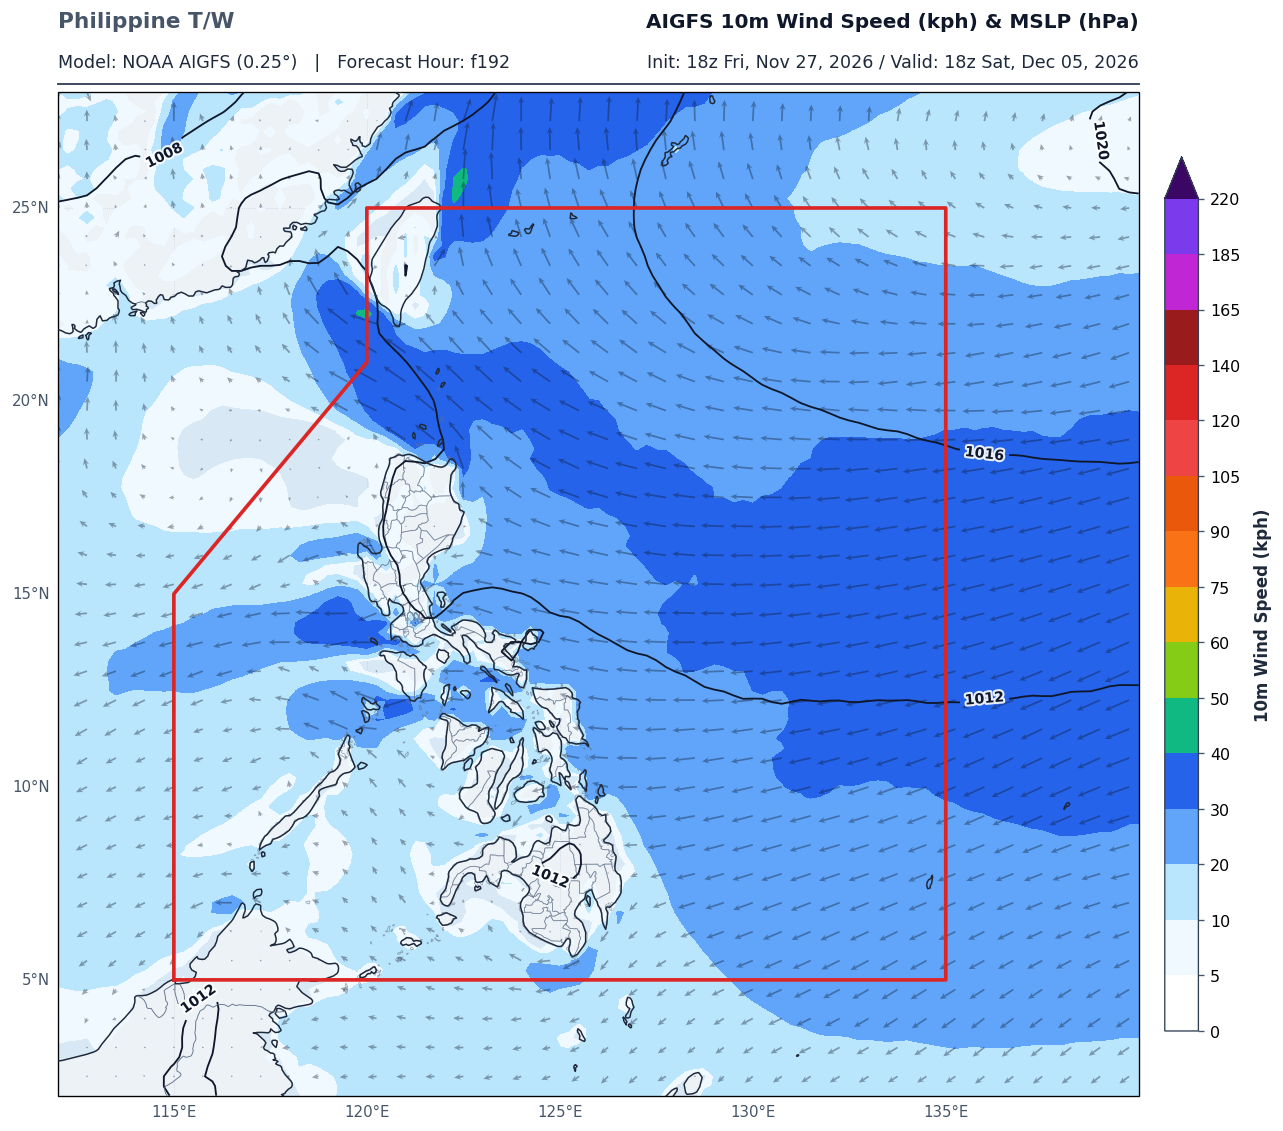 Philippine T/W
AIGFS 10m Wind Speed (kph) & MSLP (hPa)
Model: NOAA AIGFS (0.25°)   |   Forecast Hour: f192
Init: 18z Fri, Nov 27, 2026 / Valid: 18z Sat, Dec 05, 2026
1008
1020
1016
1012
1012
1012
25°N
20°N
15°N
10°N
5°N
115°E
120°E
125°E
130°E
135°E
220
185
165
140
120
105
90
75
60
50
40
30
20
10
5
0
10m Wind Speed (kph)